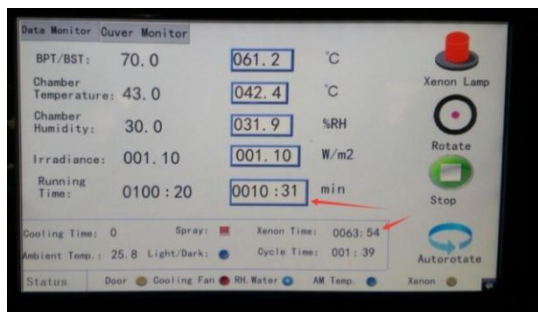 Data Monitor Cuver Monitor
BPT/BST: 70.0 061.2 °C
Xenon Lamp
Chamber
Temperature: 43.0 042.4 °C
Chamber
Humidity: 30.0 031.9 %RH
Rotate
Irradiance: 001.10 001.10 W/m2
Running
Time: 0100:20 0010:31 min
Stop
Cooling Time: 0 Spray: Xenon Time: 0063:54
Ambient Temp.: 25.8 Light/Dark: Cycle Time: 001:39
Autorotate
Status Door Cooling Fan RH.Water AM Temp. Xenon